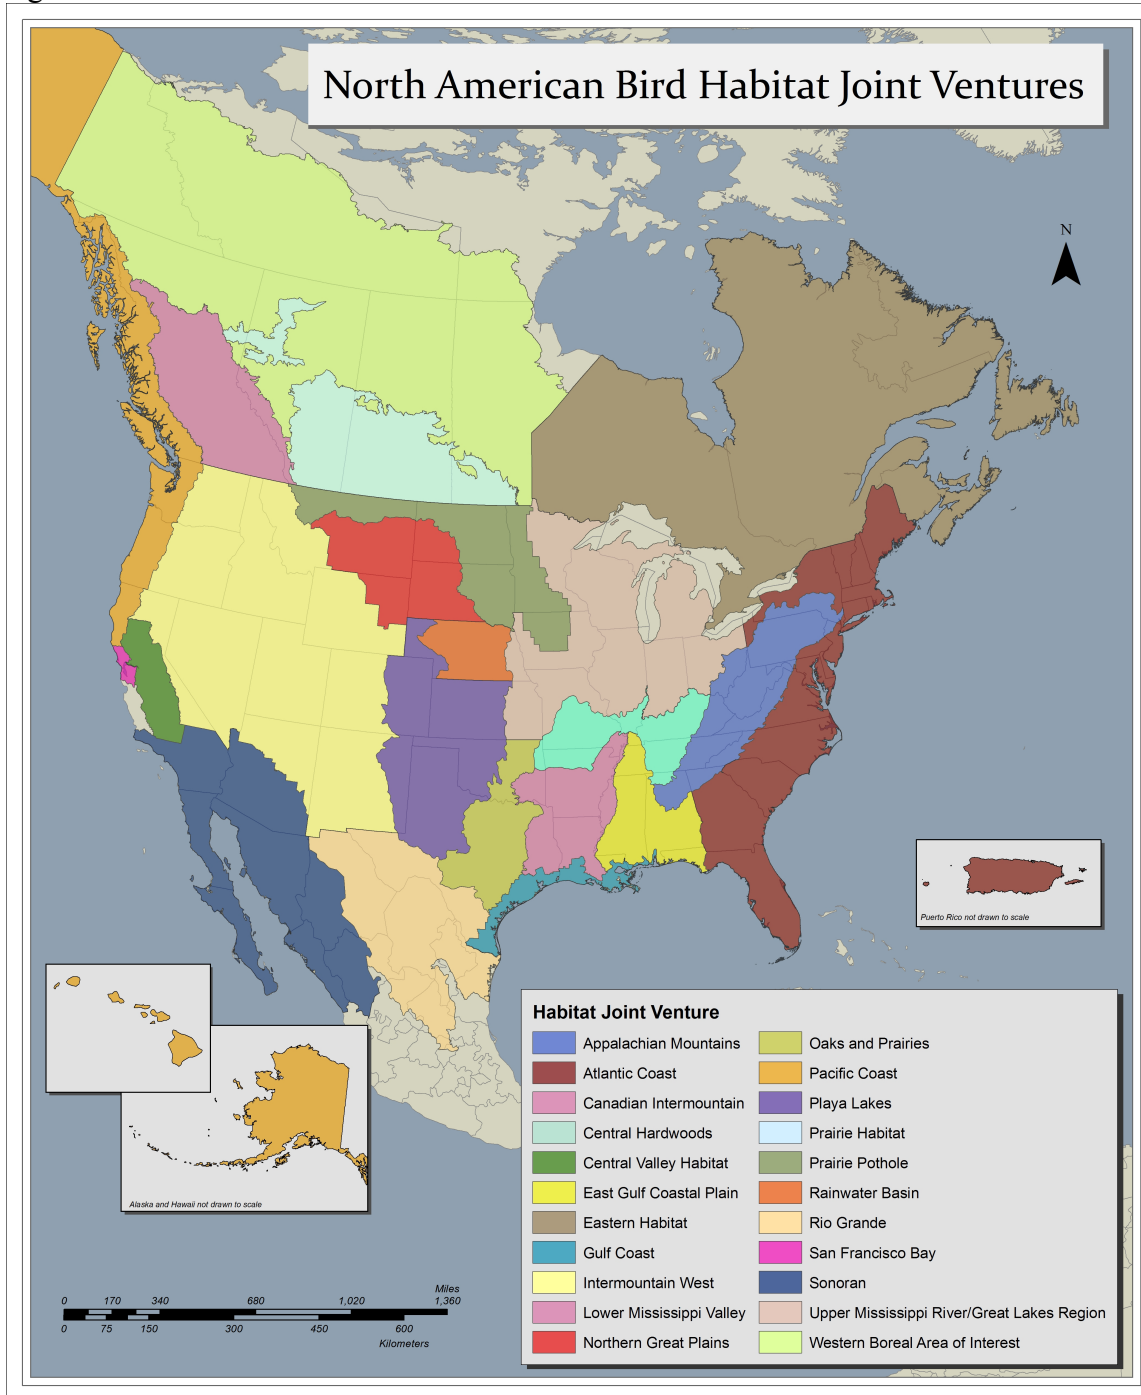 North American Bird Habitat Joint Ventures
N
Puerto Rico not drawn to scale
Alaska and Hawaii not drawn to scale
Habitat Joint Venture
Appalachian Mountains
Atlantic Coast
Canadian Intermountain
Central Hardwoods
Central Valley Habitat
East Gulf Coastal Plain
Eastern Habitat
Gulf Coast
Intermountain West
Lower Mississippi Valley
Northern Great Plains
Oaks and Prairies
Pacific Coast
Playa Lakes
Prairie Habitat
Prairie Pothole
Rainwater Basin
Rio Grande
San Francisco Bay
Sonoran
Upper Mississippi River/Great Lakes Region
Western Boreal Area of Interest
Miles
0 170 340 680 1,020 1,360
0 75 150 300 450 600
Kilometers